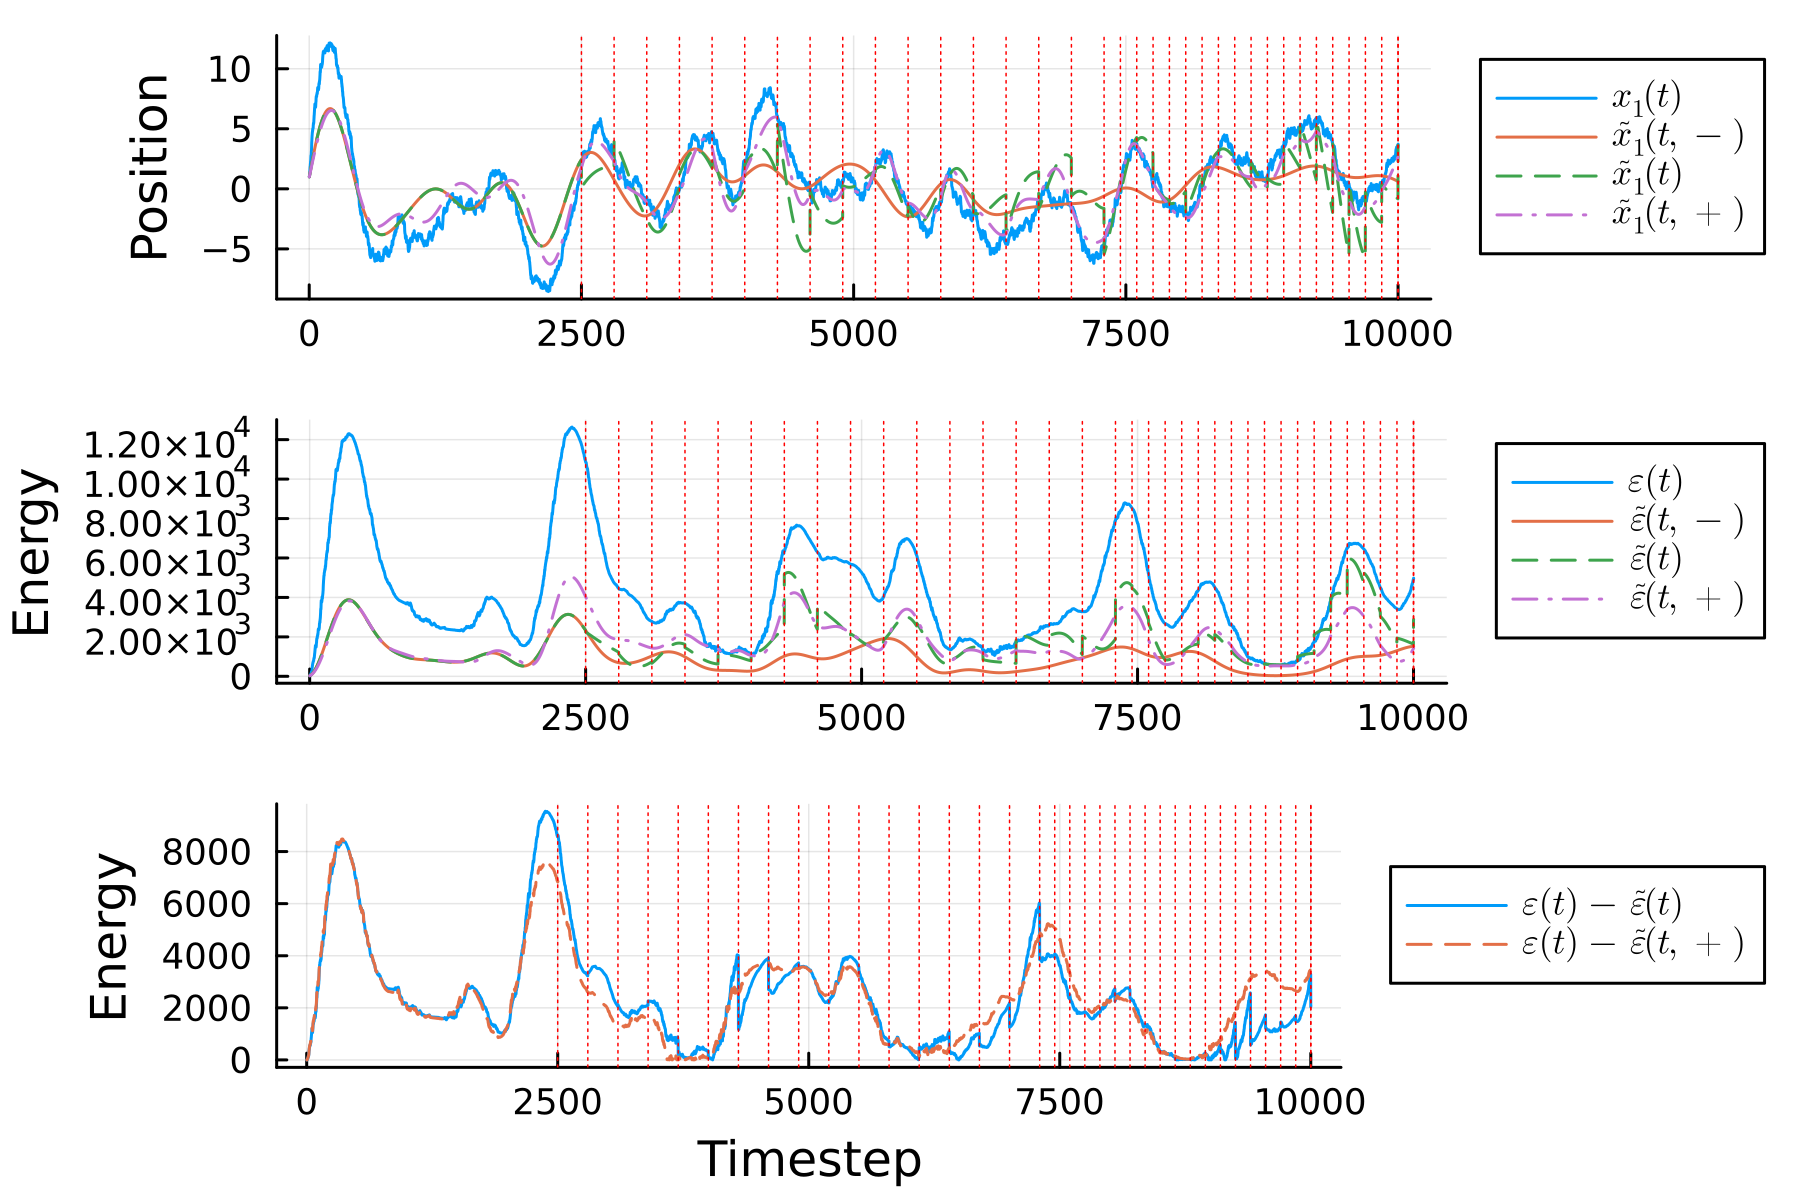 Position
10
5
0
−5
0 2500 5000 7500 10000
x₁(t)
x̃₁(t, −)
x̃₁(t)
x̃₁(t, +)
Energy
1.20×10⁴
1.00×10⁴
8.00×10³
6.00×10³
4.00×10³
2.00×10³
0
0 2500 5000 7500 10000
ε(t)
ε̃(t, −)
ε̃(t)
ε̃(t, +)
Energy
8000
6000
4000
2000
0
0 2500 5000 7500 10000
ε(t) − ε̃(t)
ε(t) − ε̃(t, +)
Timestep